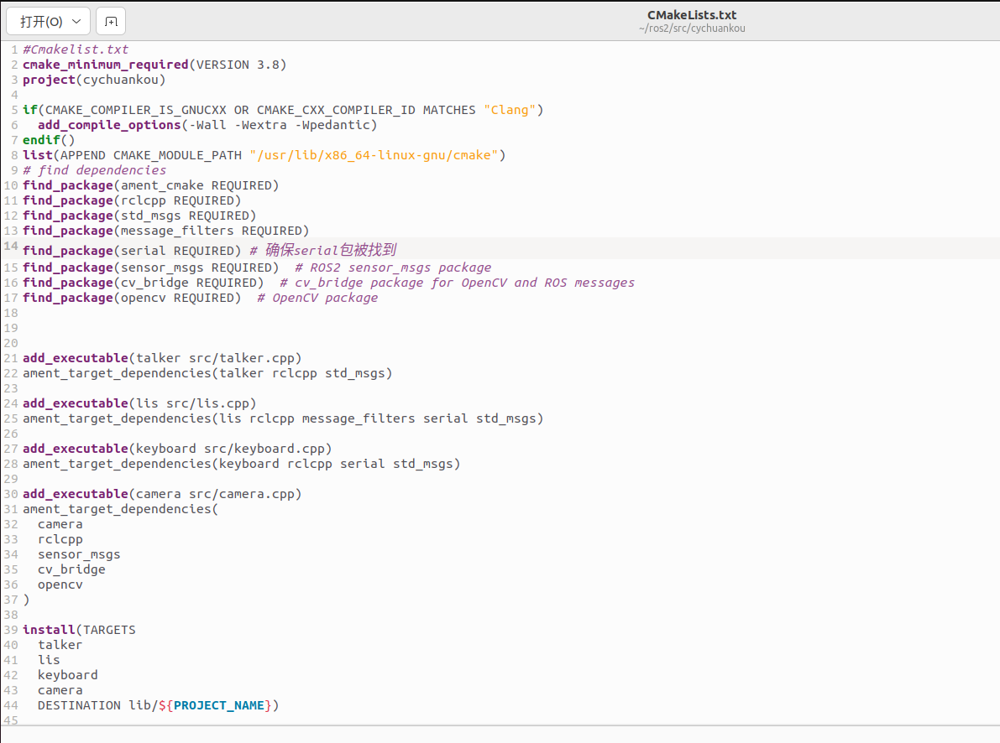 打开(O)
CMakeLists.txt
~/ros2/src/cychuankou
1 #Cmakelist.txt
2 cmake_minimum_required(VERSION 3.8)
3 project(cychuankou)
4
5 if(CMAKE_COMPILER_IS_GNUCXX OR CMAKE_CXX_COMPILER_ID MATCHES "Clang")
6   add_compile_options(-Wall -Wextra -Wpedantic)
7 endif()
8 list(APPEND CMAKE_MODULE_PATH "/usr/lib/x86_64-linux-gnu/cmake")
9 # find dependencies
10 find_package(ament_cmake REQUIRED)
11 find_package(rclcpp REQUIRED)
12 find_package(std_msgs REQUIRED)
13 find_package(message_filters REQUIRED)
14 find_package(serial REQUIRED) # 确保serial包被找到
15 find_package(sensor_msgs REQUIRED)  # ROS2 sensor_msgs package
16 find_package(cv_bridge REQUIRED)  # cv_bridge package for OpenCV and ROS messages
17 find_package(opencv REQUIRED)  # OpenCV package
18
19
20
21 add_executable(talker src/talker.cpp)
22 ament_target_dependencies(talker rclcpp std_msgs)
23
24 add_executable(lis src/lis.cpp)
25 ament_target_dependencies(lis rclcpp message_filters serial std_msgs)
26
27 add_executable(keyboard src/keyboard.cpp)
28 ament_target_dependencies(keyboard rclcpp serial std_msgs)
29
30 add_executable(camera src/camera.cpp)
31 ament_target_dependencies(
32   camera
33   rclcpp
34   sensor_msgs
35   cv_bridge
36   opencv
37 )
38
39 install(TARGETS
40   talker
41   lis
42   keyboard
43   camera
44   DESTINATION lib/${PROJECT_NAME})
45